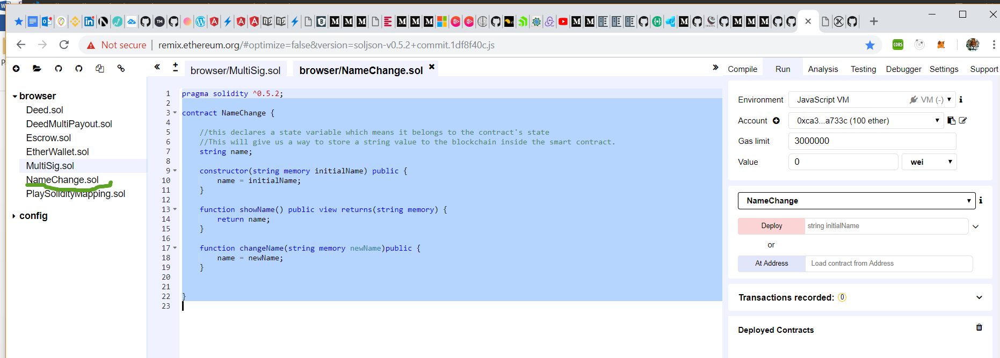 Not secure | remix.ethereum.org/#optimize=false&version=soljson-v0.5.2+commit.1df8f40c.js
browser/MultiSig.sol browser/NameChange.sol
Compile Run Analysis Testing Debugger Settings Support
browser
Deed.sol
DeedMultiPayout.sol
Escrow.sol
EtherWallet.sol
MultiSig.sol
NameChange.sol
PlaySolidityMapping.sol
config
1 pragma solidity ^0.5.2;
2
3 contract NameChange {
4
5 //this declares a state variable which means it belongs to the contract's state
6 //This will give us a way to store a string value to the blockchain inside the smart contract.
7 string name;
8
9 constructor(string memory initialName) public {
10 name = initialName;
11 }
12
13 function showName() public view returns(string memory) {
14 return name;
15 }
16
17 function changeName(string memory newName)public {
18 name = newName;
19 }
20
21
22 }
23
Environment JavaScript VM VM (-)
Account 0xca3...a733c (100 ether)
Gas limit 3000000
Value 0 wei
NameChange
Deploy string initialName
or
At Address Load contract from Address
Transactions recorded: 0
Deployed Contracts